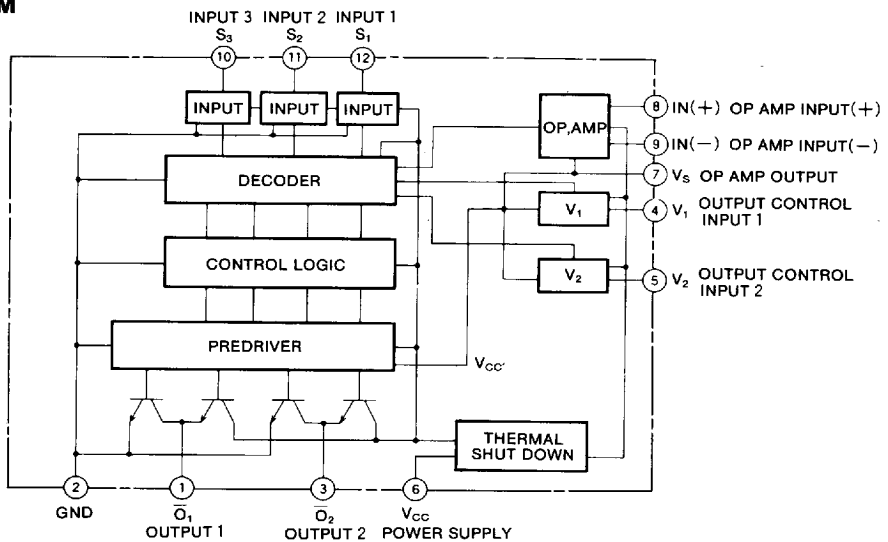 M
INPUT 3 INPUT 2 INPUT 1
S3 S2 S1
10 11 12
INPUT INPUT INPUT
OP,AMP
8 IN(+) OP AMP INPUT(+)
9 IN(−) OP AMP INPUT(−)
7 VS OP AMP OUTPUT
DECODER
V1
4 V1 OUTPUT CONTROL
INPUT 1
CONTROL LOGIC
V2
5 V2 OUTPUT CONTROL
INPUT 2
PREDRIVER
VCC'
THERMAL
SHUT DOWN
2 1 3 6
GND O̅1 O̅2 VCC
OUTPUT 1 OUTPUT 2 POWER SUPPLY